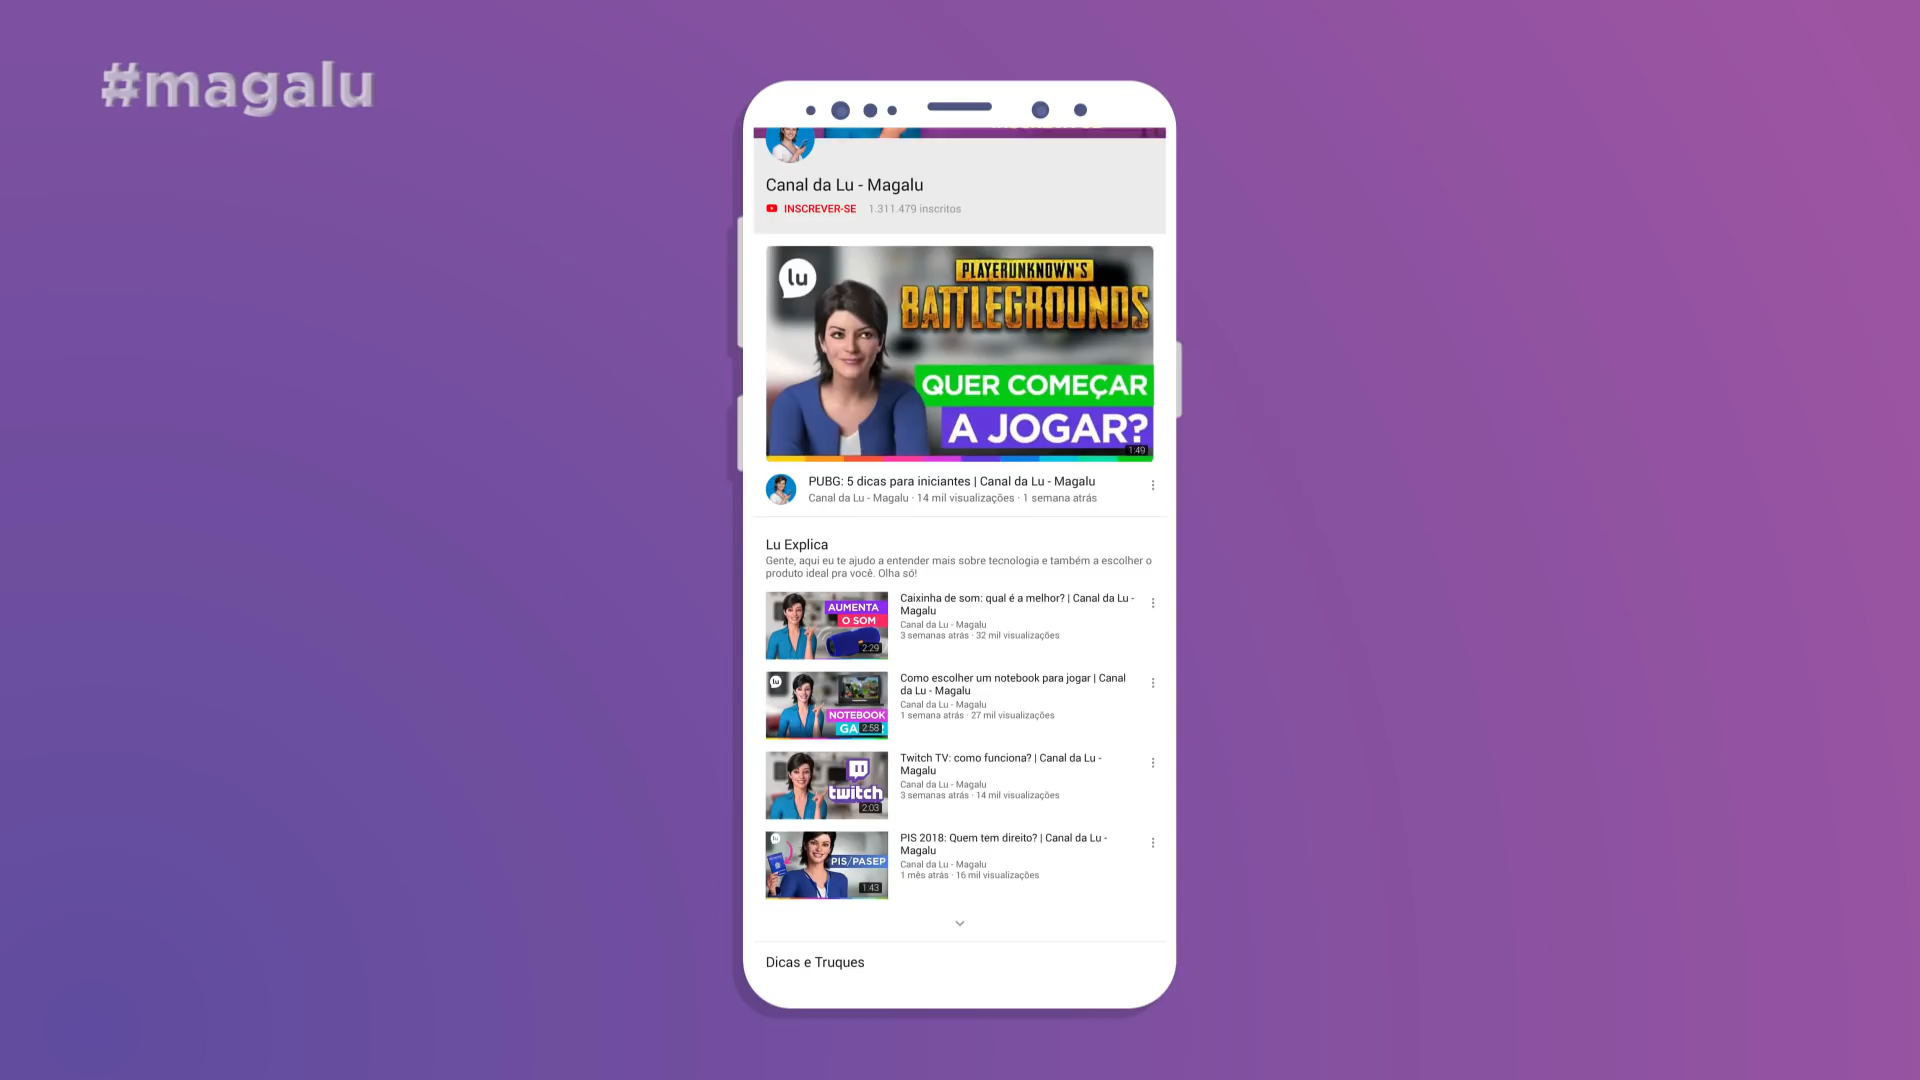 #magalu
Canal da Lu - Magalu
INSCREVER-SE 1.311.479 inscritos
lu
PLAYERUNKNOWN'S
BATTLEGROUNDS
QUER COMEÇAR
A JOGAR?
1:49
PUBG: 5 dicas para iniciantes | Canal da Lu - Magalu
Canal da Lu - Magalu · 14 mil visualizações · 1 semana atrás
Lu Explica
Gente, aqui eu te ajudo a entender mais sobre tecnologia e também a escolher o
produto ideal pra você. Olha só!
AUMENTA
O SOM
2:29
Caixinha de som: qual é a melhor? | Canal da Lu -
Magalu
Canal da Lu - Magalu
3 semanas atrás · 32 mil visualizações
lu
NOTEBOOK
GA
2:58
Como escolher um notebook para jogar | Canal
da Lu - Magalu
Canal da Lu - Magalu
1 semana atrás · 27 mil visualizações
twitch
2:03
Twitch TV: como funciona? | Canal da Lu -
Magalu
Canal da Lu - Magalu
3 semanas atrás · 14 mil visualizações
lu
PIS/PASEP
1:43
PIS 2018: Quem tem direito? | Canal da Lu -
Magalu
Canal da Lu - Magalu
1 mês atrás · 16 mil visualizações
Dicas e Truques